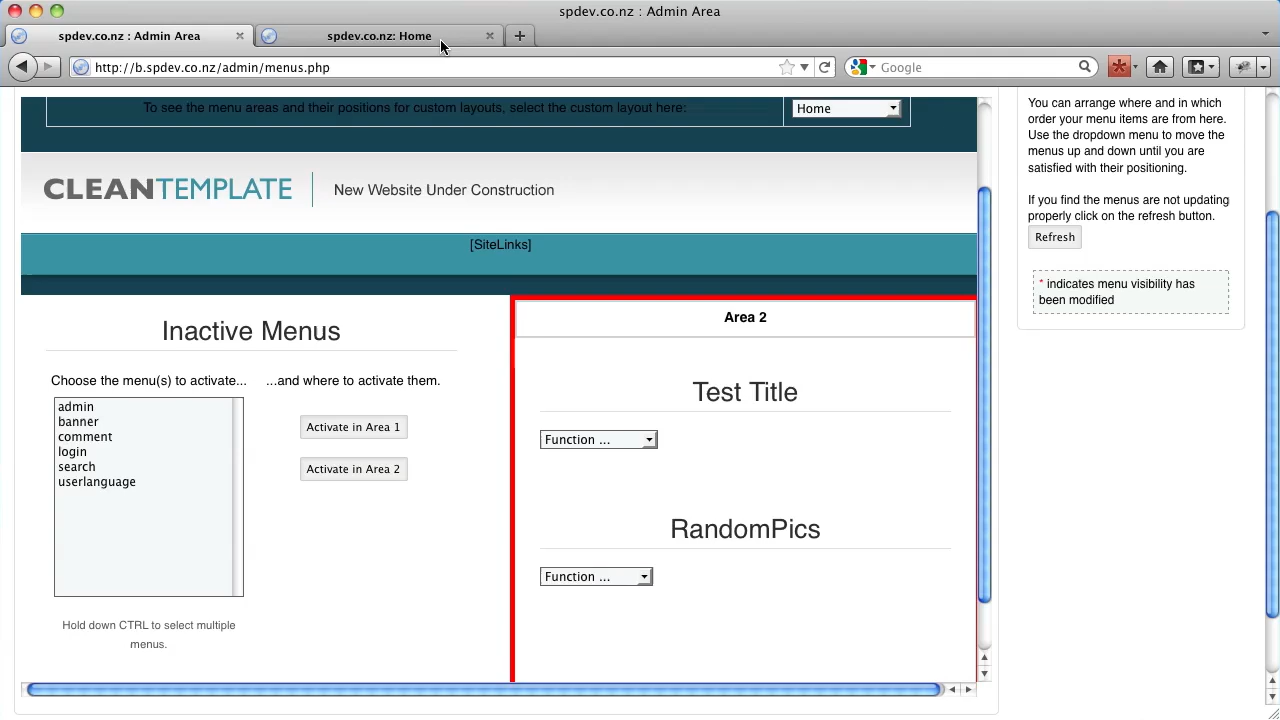 spdev.co.nz : Admin Area
spdev.co.nz : Admin Area
spdev.co.nz: Home
http://b.spdev.co.nz/admin/menus.php
Google
To see the menu areas and their positions for custom layouts, select the custom layout here:
Home
CLEANTEMPLATE
New Website Under Construction
[SiteLinks]
Inactive Menus
Choose the menu(s) to activate...
...and where to activate them.
admin
banner
comment
login
search
userlanguage
Activate in Area 1
Activate in Area 2
Hold down CTRL to select multiple
menus.
Area 2
Test Title
Function ...
RandomPics
Function ...
You can arrange where and in which
order your menu items are from here.
Use the dropdown menu to move the
menus up and down until you are
satisfied with their positioning.
If you find the menus are not updating
properly click on the refresh button.
Refresh
* indicates menu visibility has
been modified